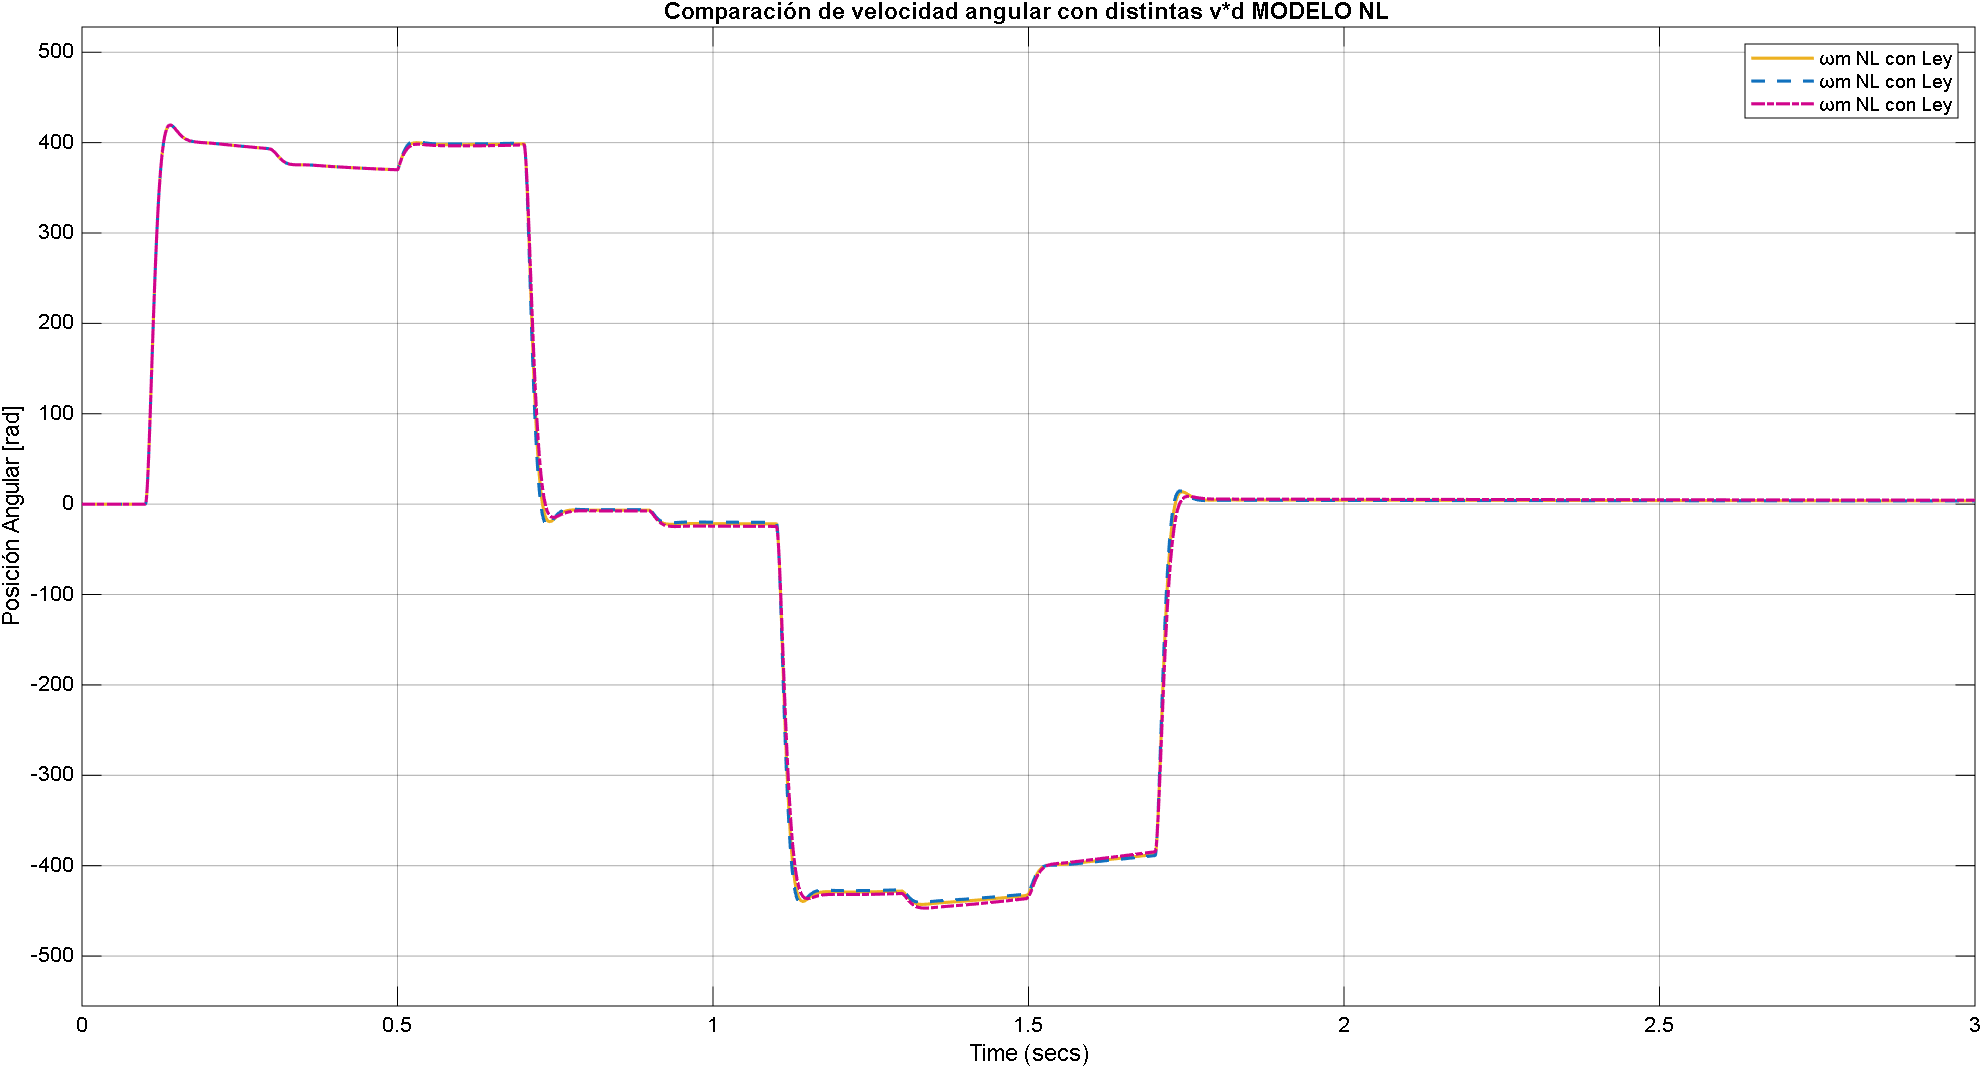 Comparación de velocidad angular con distintas v*d MODELO NL
ωm NL con Ley
ωm NL con Ley
ωm NL con Ley
Posición Angular [rad]
500
400
300
200
100
0
-100
-200
-300
-400
-500
0 0.5 1 1.5 2 2.5 3
Time (secs)